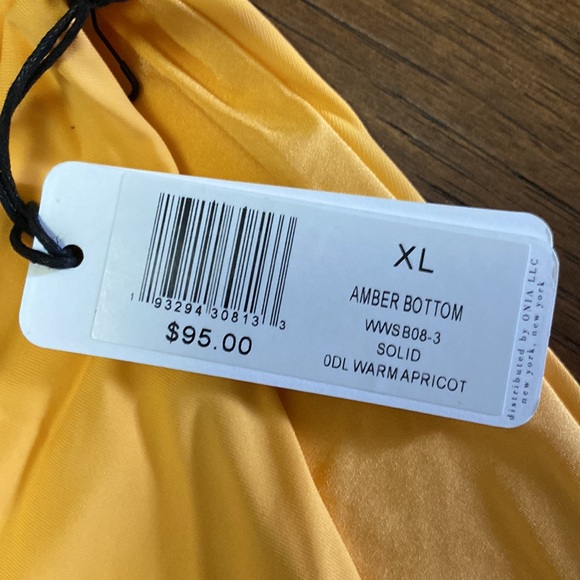 1 93294 30813 3
$95.00
XL
AMBER BOTTOM
WWSB08-3
SOLID
0DL WARM APRICOT
distributed by ONIA LLC
new york, new york